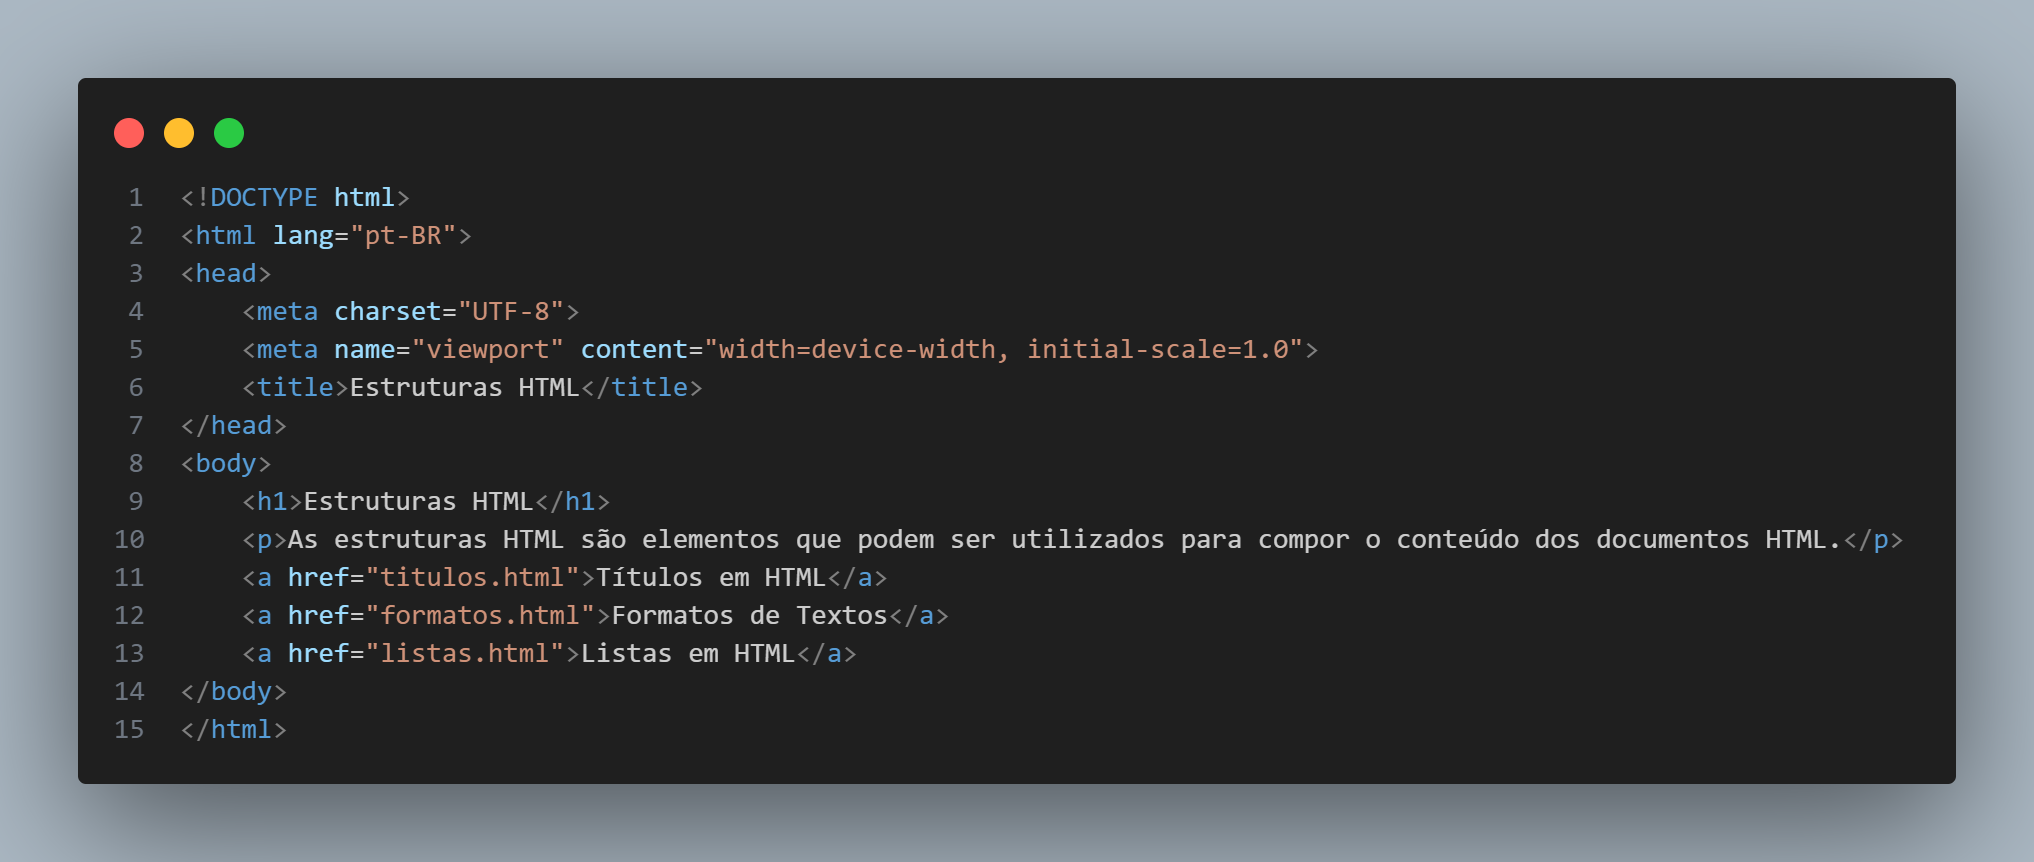 1 <!DOCTYPE html>
2 <html lang="pt-BR">
3 <head>
4     <meta charset="UTF-8">
5     <meta name="viewport" content="width=device-width, initial-scale=1.0">
6     <title>Estruturas HTML</title>
7 </head>
8 <body>
9     <h1>Estruturas HTML</h1>
10     <p>As estruturas HTML são elementos que podem ser utilizados para compor o conteúdo dos documentos HTML.</p>
11     <a href="titulos.html">Títulos em HTML</a>
12     <a href="formatos.html">Formatos de Textos</a>
13     <a href="listas.html">Listas em HTML</a>
14 </body>
15 </html>